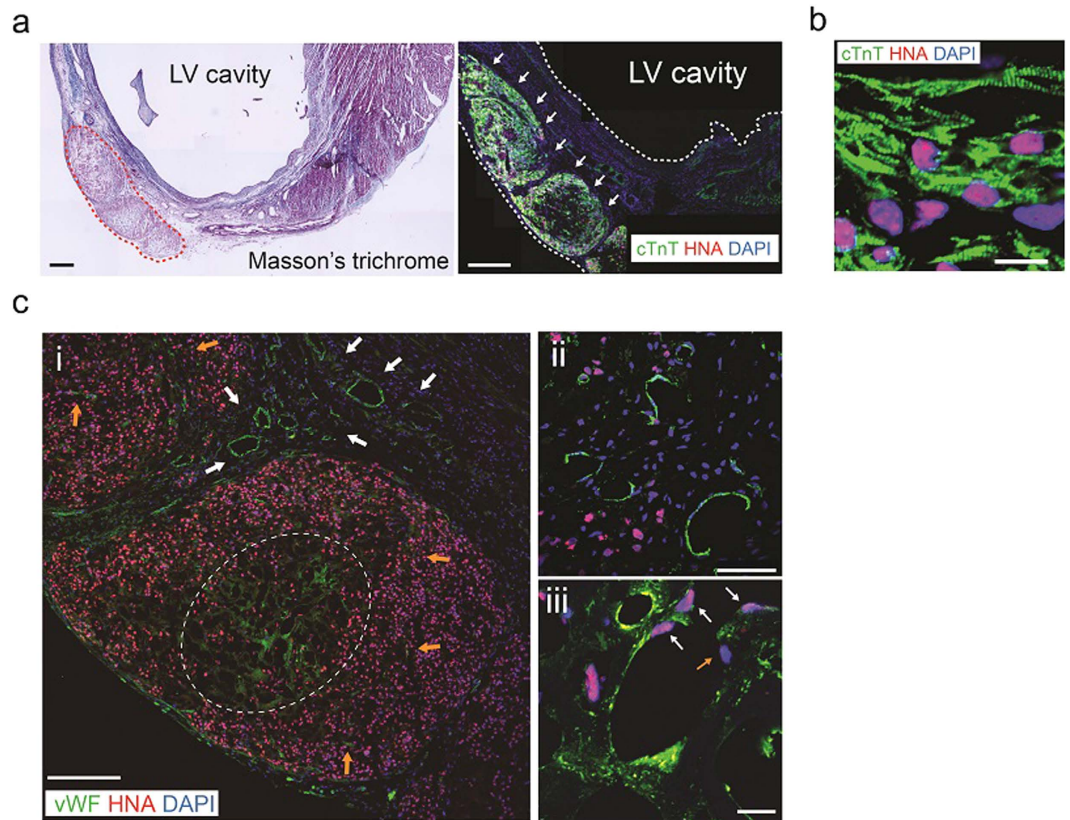 a
LV cavity
Masson's trichrome
LV cavity
cTnT HNA DAPI
b
cTnT HNA DAPI
c
i
vWF HNA DAPI
ii
iii